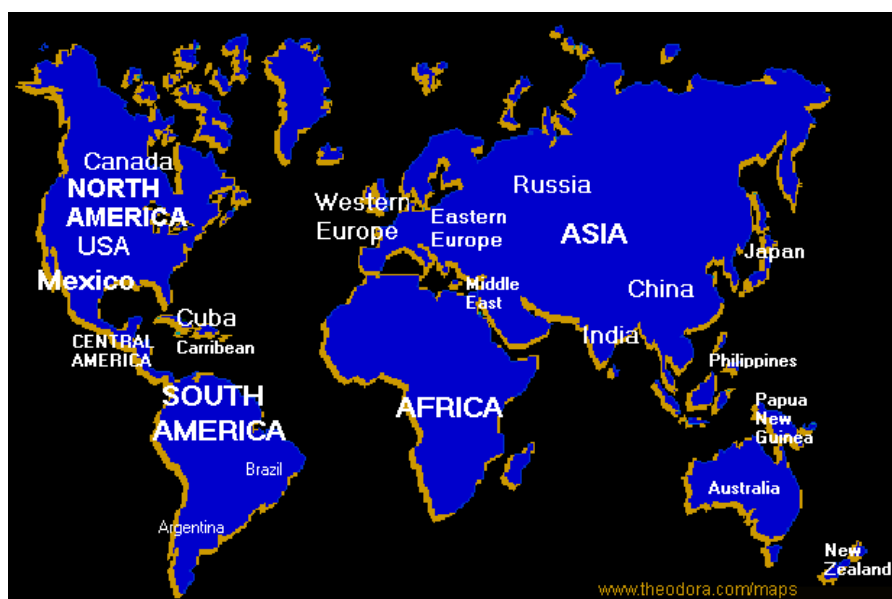 Canada
NORTH
AMERICA
USA
Mexico
Cuba
Carribean
CENTRAL
AMERICA
SOUTH
AMERICA
Brazil
Argentina
Western
Europe
Eastern
Europe
Russia
ASIA
Middle
East
China
Japan
India
Philippines
AFRICA
Papua
New
Guinea
Australia
New
Zealand
www.theodora.com/maps